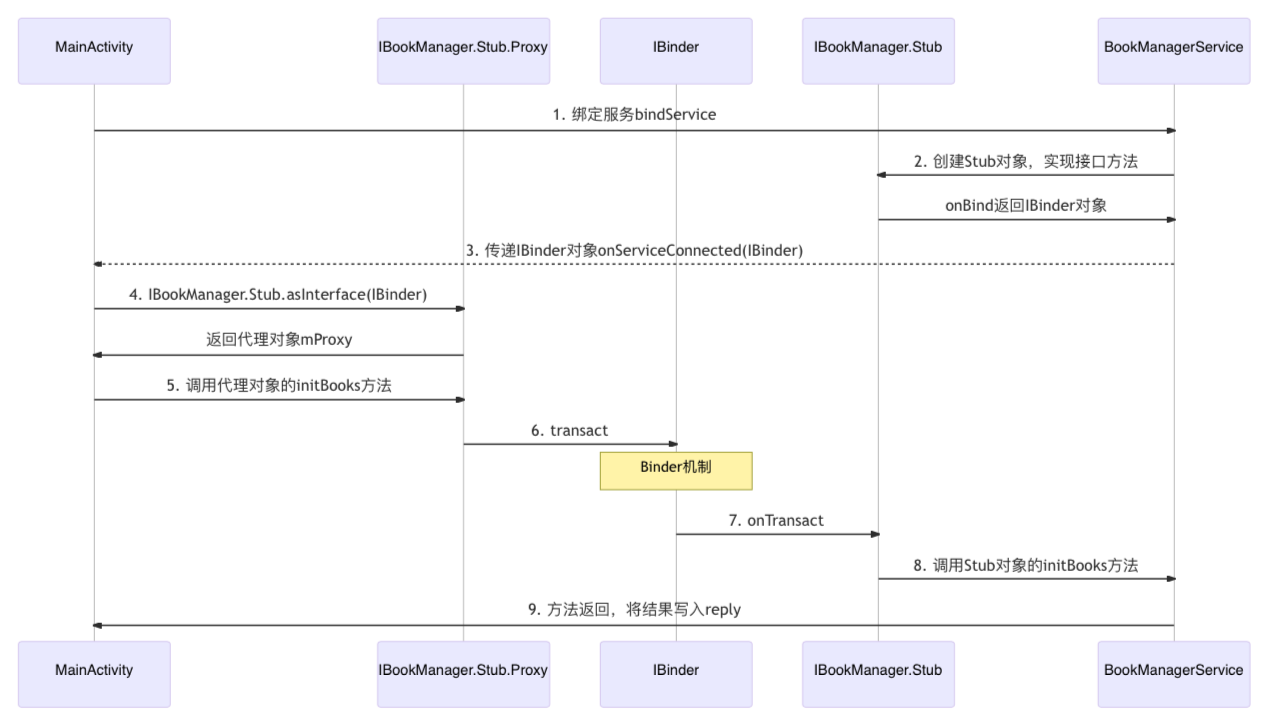 MainActivity
IBookManager.Stub.Proxy
IBinder
IBookManager.Stub
BookManagerService
1. 绑定服务bindService
2. 创建Stub对象，实现接口方法
onBind返回IBinder对象
3. 传递IBinder对象onServiceConnected(IBinder)
4. IBookManager.Stub.asInterface(IBinder)
返回代理对象mProxy
5. 调用代理对象的initBooks方法
6. transact
Binder机制
7. onTransact
8. 调用Stub对象的initBooks方法
9. 方法返回，将结果写入reply
MainActivity
IBookManager.Stub.Proxy
IBinder
IBookManager.Stub
BookManagerService